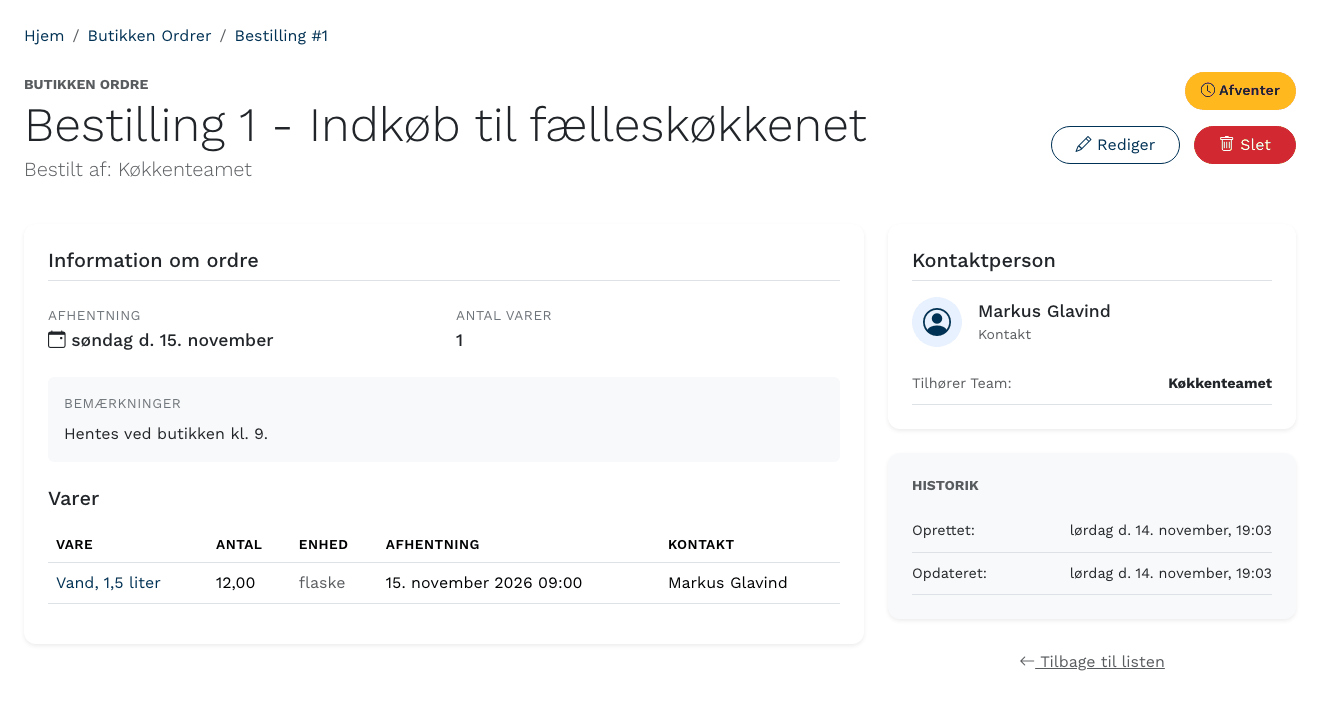 Hjem / Butikken Ordrer / Bestilling #1
BUTIKKEN ORDRE
Bestilling 1 - Indkøb til fælleskøkkenet
Bestilt af: Køkkenteamet
Afventer
Rediger
Slet
Information om ordre
AFHENTNING
søndag d. 15. november
ANTAL VARER
1
BEMÆRKNINGER
Hentes ved butikken kl. 9.
Varer
VARE ANTAL ENHED AFHENTNING KONTAKT
Vand, 1,5 liter 12,00 flaske 15. november 2026 09:00 Markus Glavind
Kontaktperson
Markus Glavind
Kontakt
Tilhører Team: Køkkenteamet
HISTORIK
Oprettet: lørdag d. 14. november, 19:03
Opdateret: lørdag d. 14. november, 19:03
← Tilbage til listen